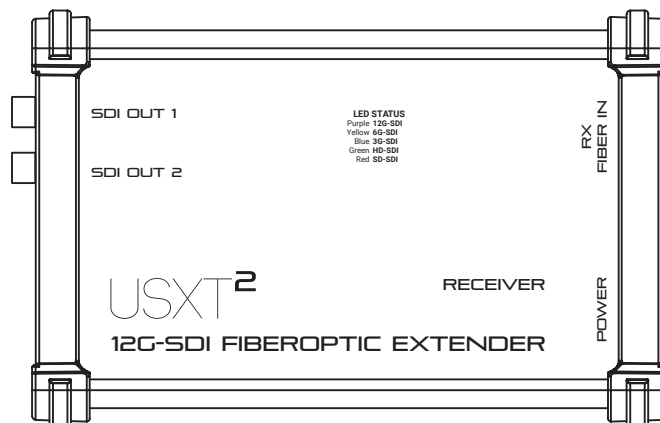 SDI OUT 1
SDI OUT 2
LED STATUS
Purple 12G-SDI
Yellow 6G-SDI
Blue 3G-SDI
Green HD-SDI
Red SD-SDI
RX
FIBER IN
USXT²
RECEIVER
POWER
12G-SDI FIBEROPTIC EXTENDER